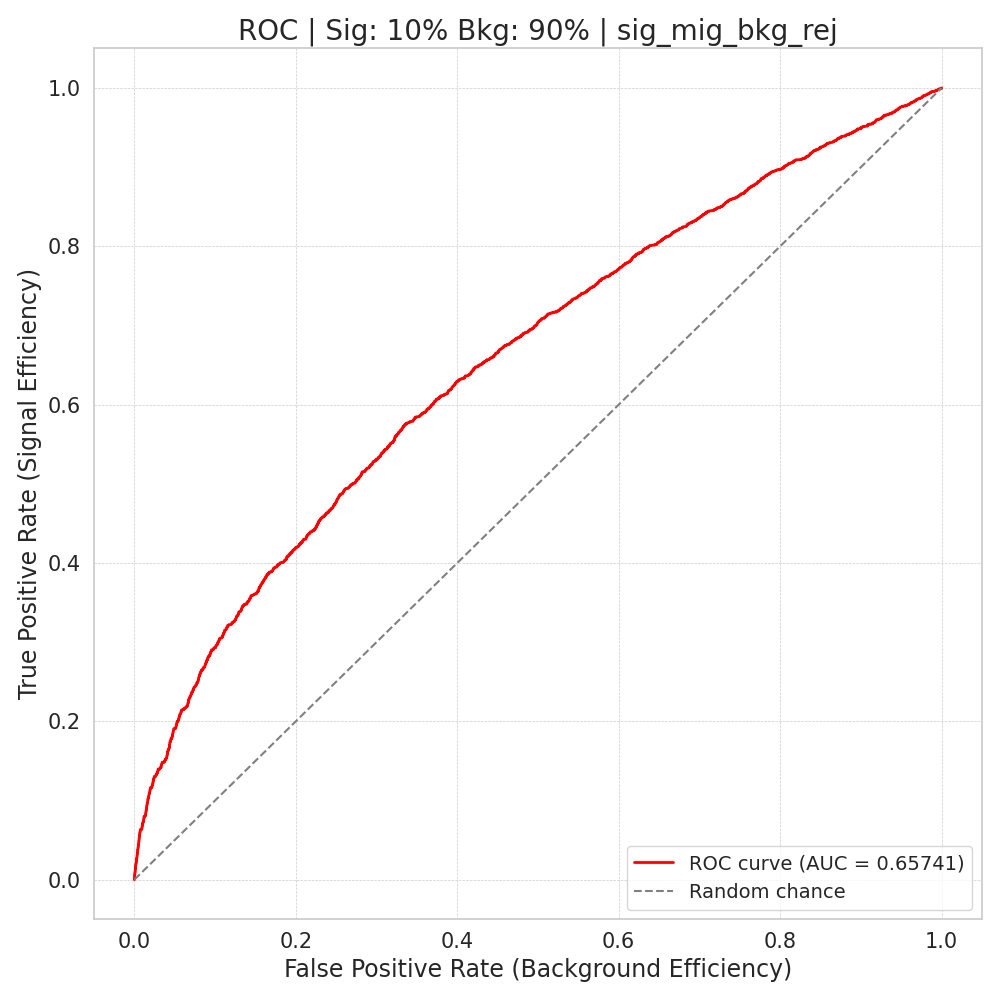 ROC | Sig: 10% Bkg: 90% | sig_mig_bkg_rej
True Positive Rate (Signal Efficiency)
1.0
0.8
0.6
0.4
0.2
0.0
ROC curve (AUC = 0.65741)
Random chance
0.0 0.2 0.4 0.6 0.8 1.0
False Positive Rate (Background Efficiency)